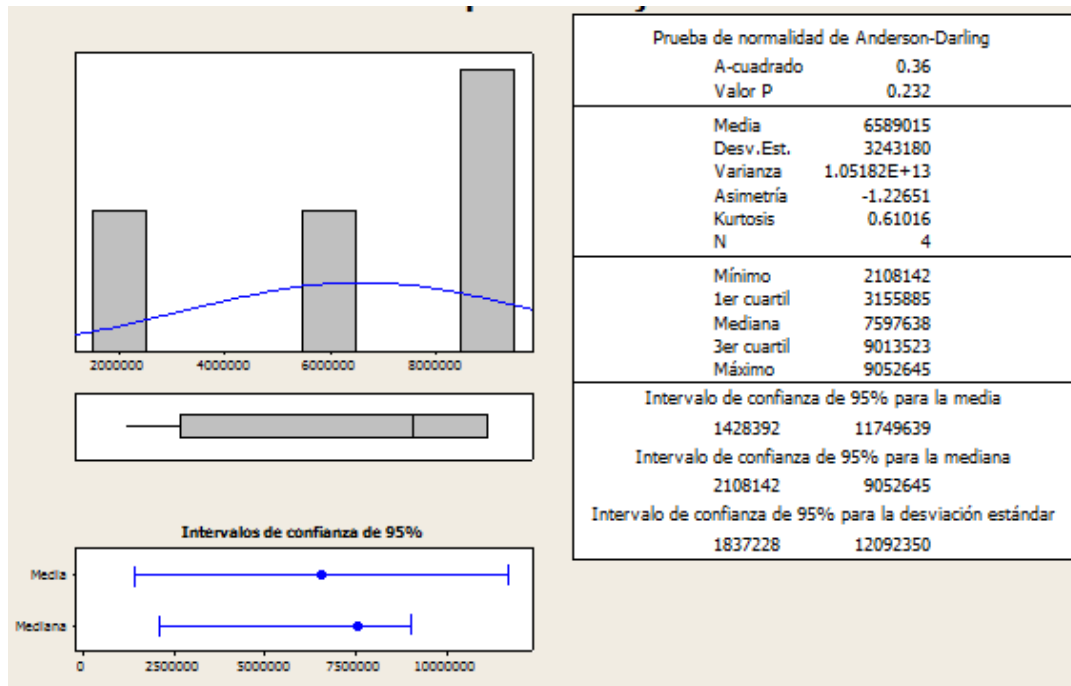 2000000 4000000 6000000 8000000
Intervalos de confianza de 95%
Media
Mediana
0 2500000 5000000 7500000 10000000
Prueba de normalidad de Anderson-Darling
A-cuadrado 0.36
Valor P 0.232
Media 6589015
Desv.Est. 3243180
Varianza 1.05182E+13
Asimetría -1.22651
Kurtosis 0.61016
N 4
Mínimo 2108142
1er cuartil 3155885
Mediana 7597638
3er cuartil 9013523
Máximo 9052645
Intervalo de confianza de 95% para la media
1428392 11749639
Intervalo de confianza de 95% para la mediana
2108142 9052645
Intervalo de confianza de 95% para la desviación estándar
1837228 12092350